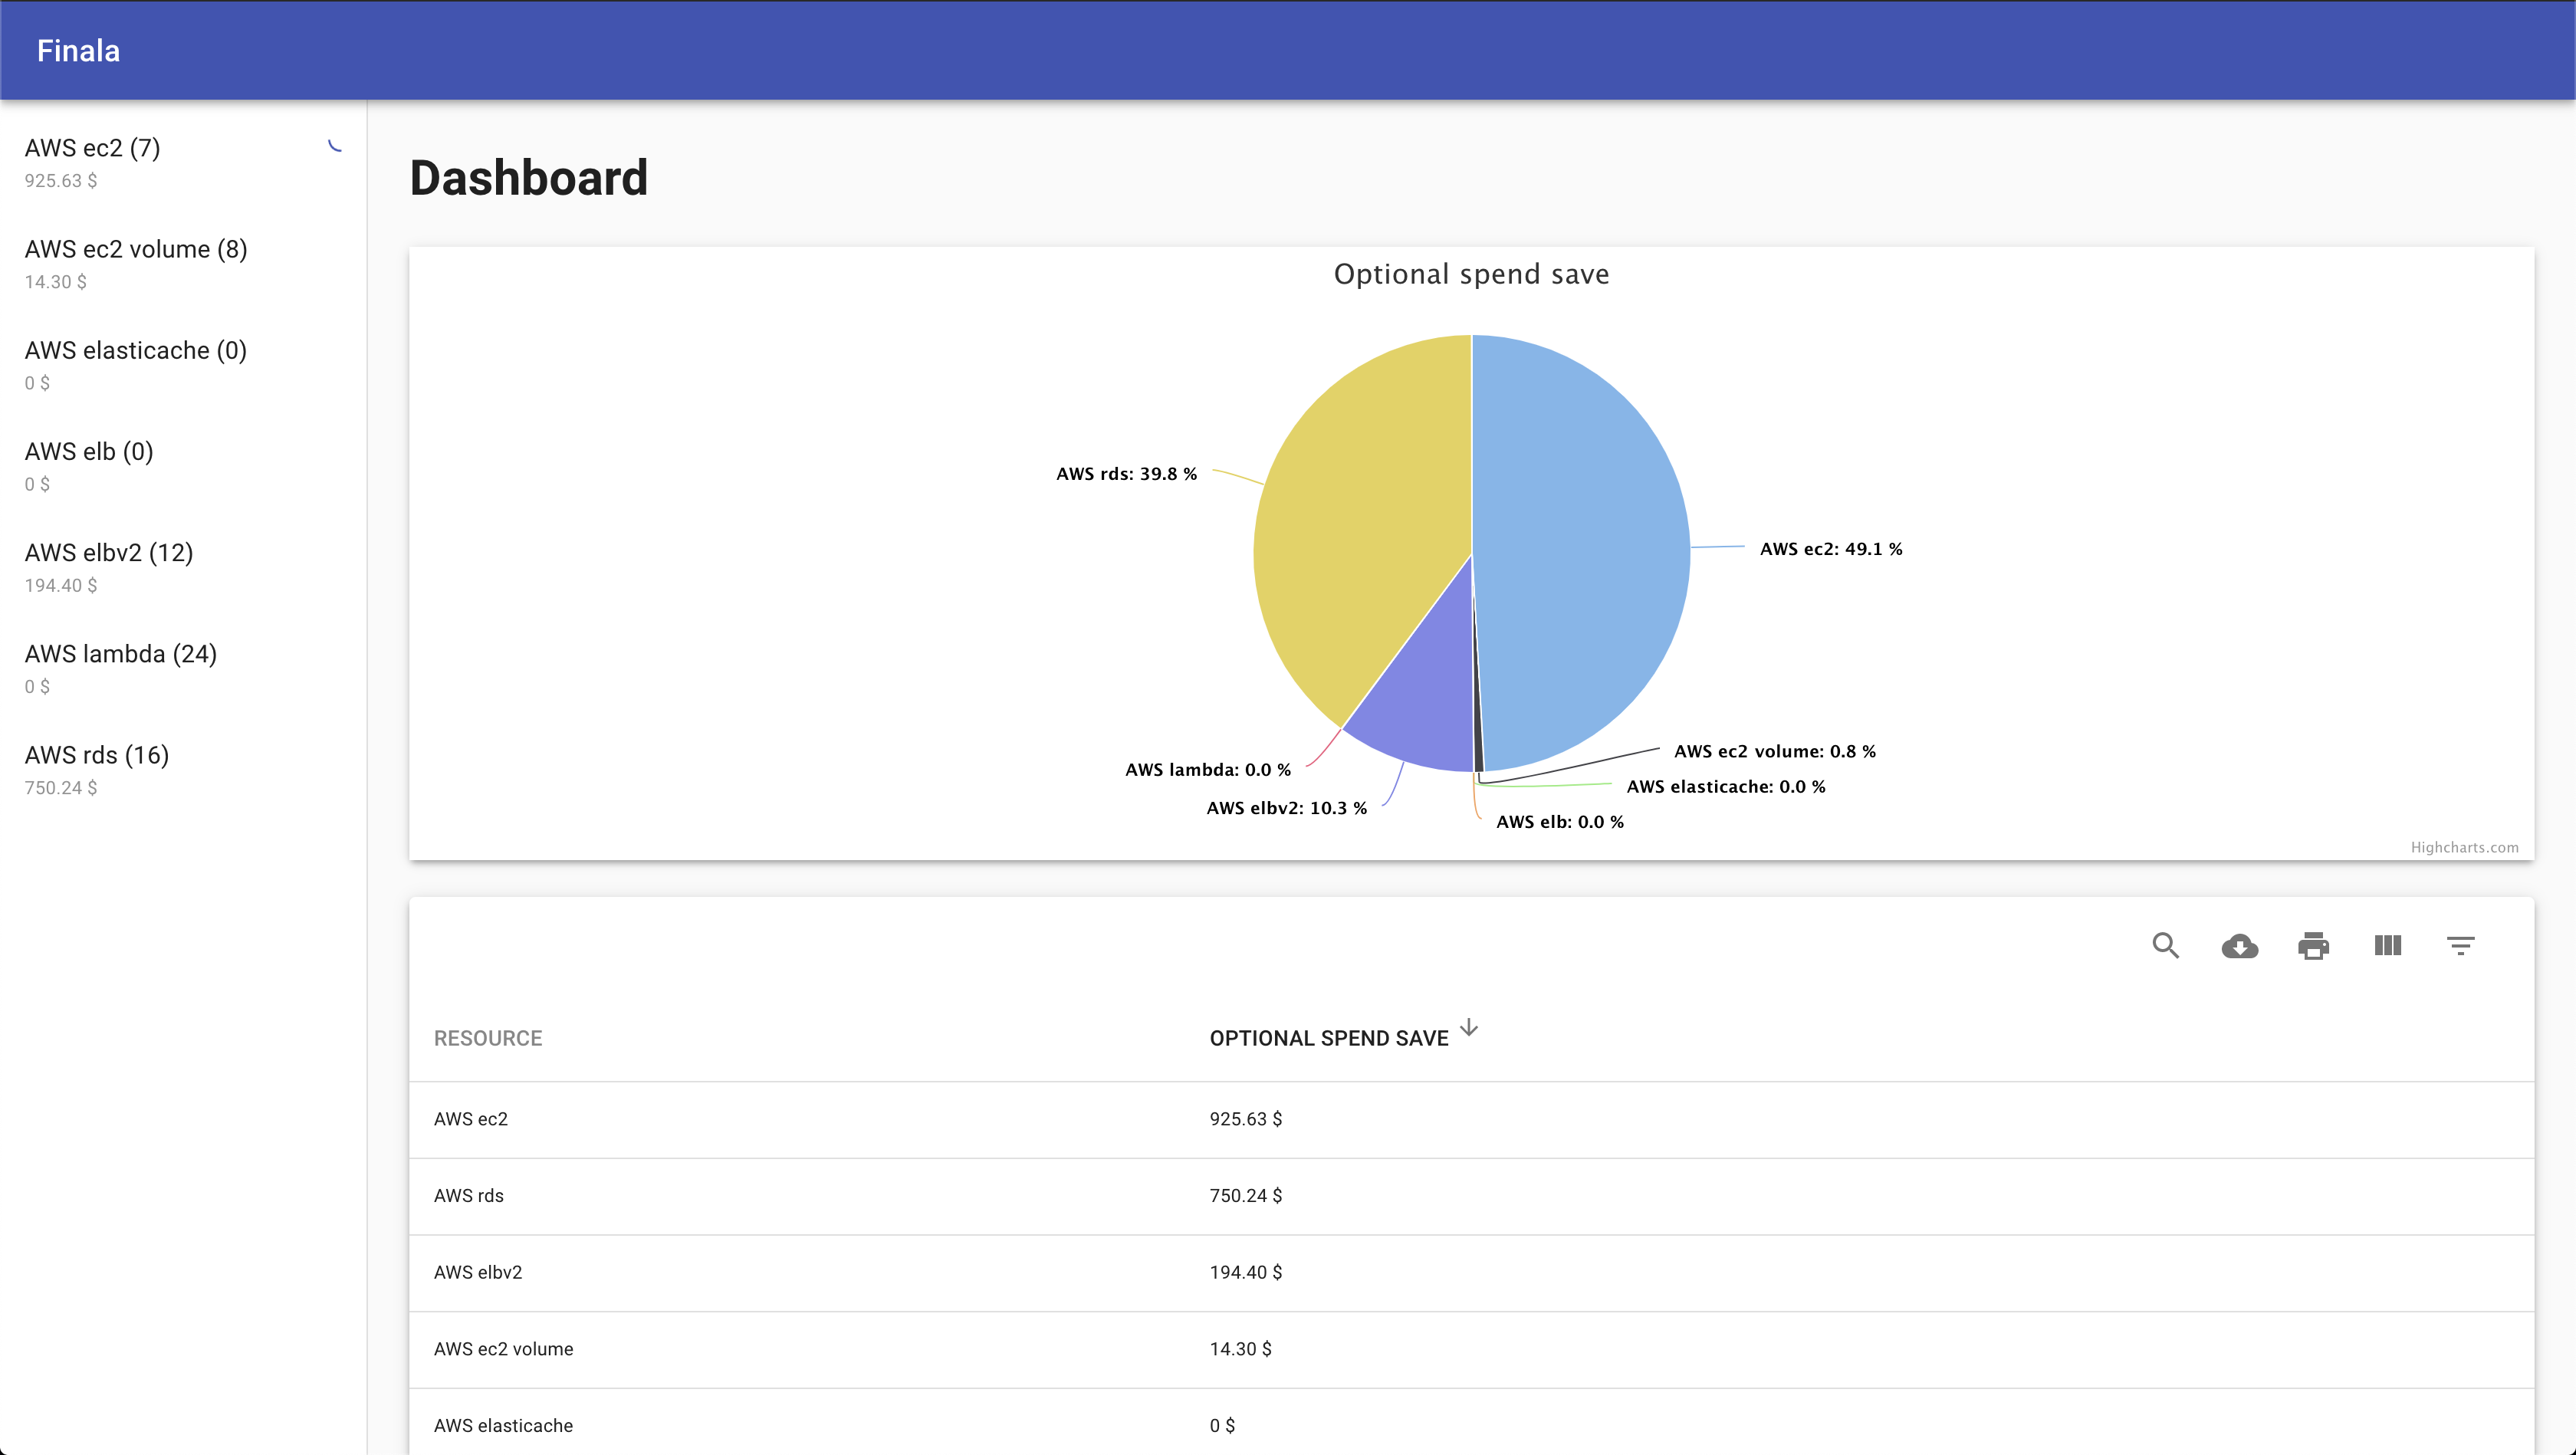 Finala
AWS ec2 (7)
925.63 $
AWS ec2 volume (8)
14.30 $
AWS elasticache (0)
0 $
AWS elb (0)
0 $
AWS elbv2 (12)
194.40 $
AWS lambda (24)
0 $
AWS rds (16)
750.24 $
Dashboard
Optional spend save
AWS rds: 39.8 %
AWS ec2: 49.1 %
AWS ec2 volume: 0.8 %
AWS lambda: 0.0 %
AWS elasticache: 0.0 %
AWS elbv2: 10.3 %
AWS elb: 0.0 %
Highcharts.com
RESOURCE OPTIONAL SPEND SAVE
AWS ec2 925.63 $
AWS rds 750.24 $
AWS elbv2 194.40 $
AWS ec2 volume 14.30 $
AWS elasticache 0 $